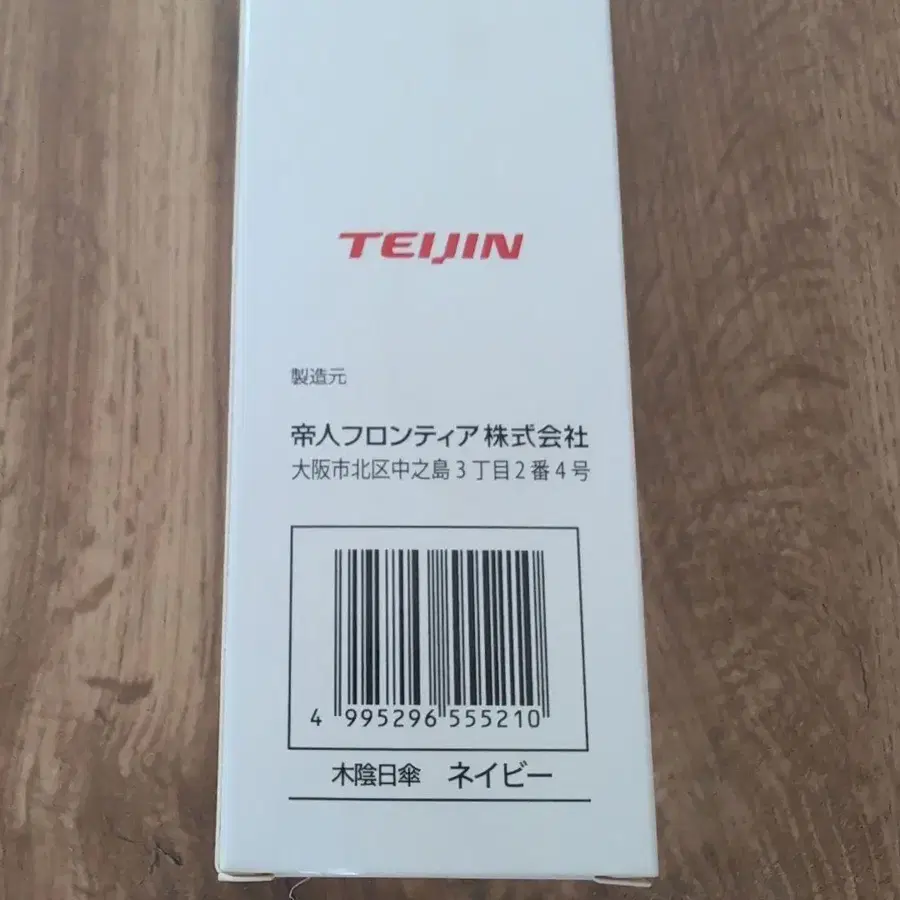 TEIJIN
製造元
帝人フロンティア株式会社
大阪市北区中之島3丁目2番4号
4 995296 555210
木陰日傘 ネイビー